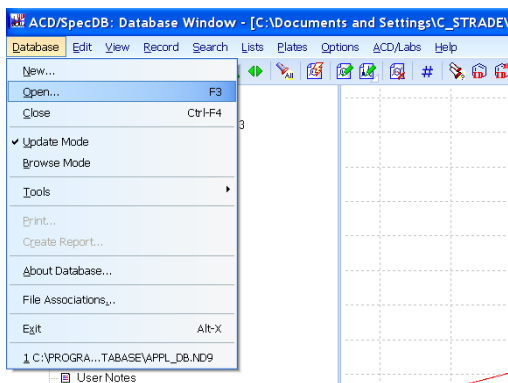 ACD/SpecDB: Database Window - [C:\Documents and Settings\C_STRADE\
Database Edit View Record Search Lists Plates Options ACD/Labs Help
New...
All #
Open... F3
Close Ctrl-F4
3
Update Mode
Browse Mode
Tools
Print...
Create Report...
About Database...
File Associations...
Exit Alt-X
1 C:\PROGRA...TABASE\APPL_DB.ND9
User Notes